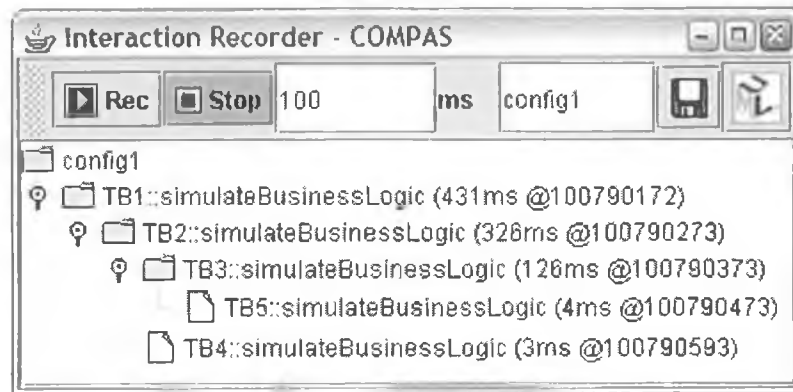 Interaction Recorder - COMPAS
Rec Stop 100 ms config1
config1
TB1::simulateBusinessLogic (431ms @100790172)
TB2::simulateBusinessLogic (326ms @100790273)
TB3::simulateBusinessLogic (126ms @100790373)
TB5::simulateBusinessLogic (4ms @100790473)
TB4::simulateBusinessLogic (3ms @100790593)